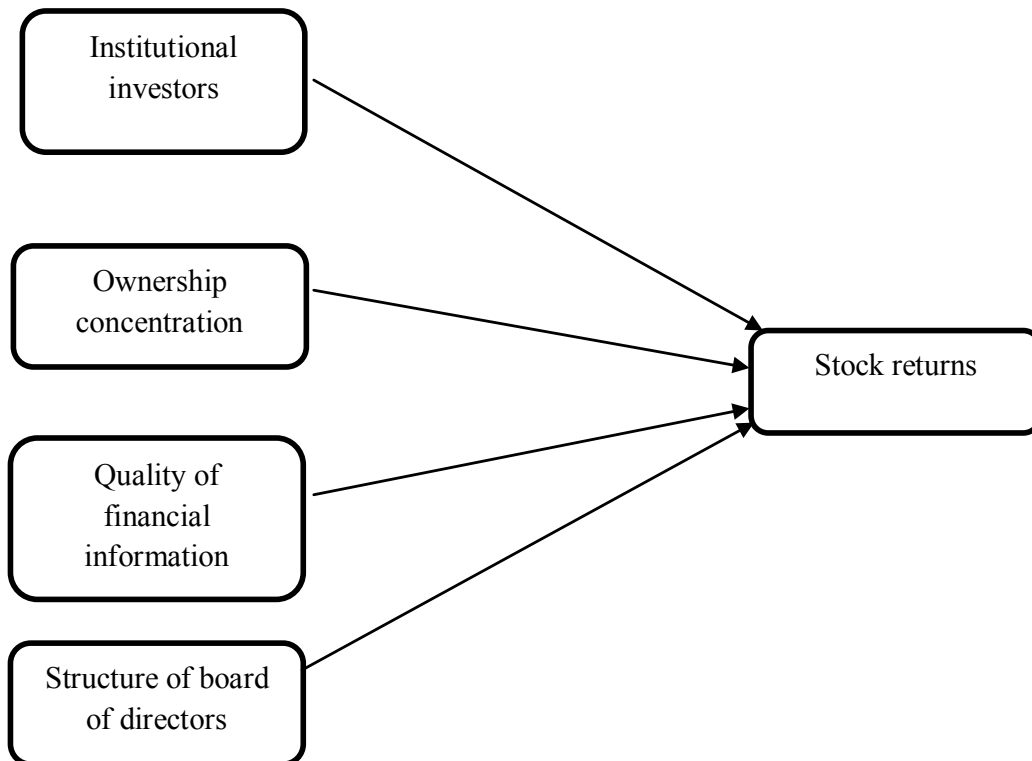 Institutional
investors
Ownership
concentration
Stock returns
Quality of
financial
information
Structure of board
of directors